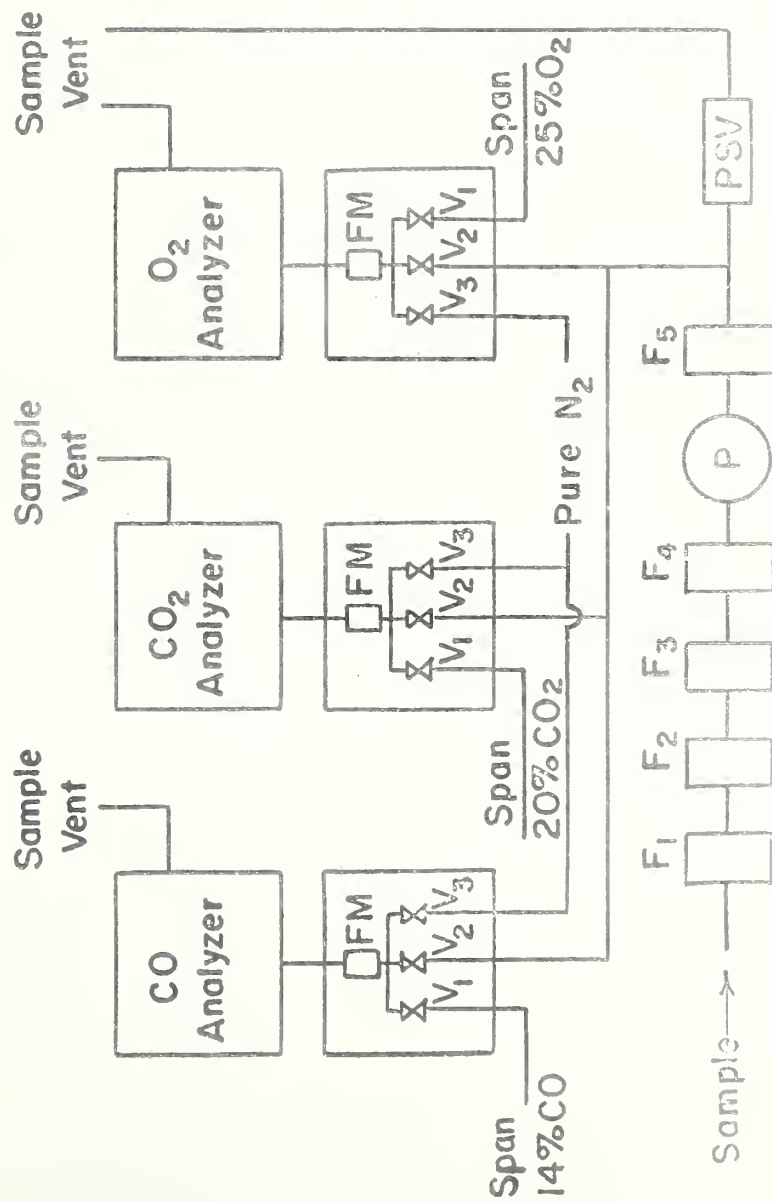 Sample
Vent
Sample
Vent
Sample
Vent
CO
Analyzer
CO2
Analyzer
O2
Analyzer
FM
V1
V2
V3
FM
V1
V2
V3
FM
V3
V2
V1
Span
14%CO
Span
20%CO2
Pure N2
Span
25%O2
Sample
F1
F2
F3
F4
P
F5
PSV